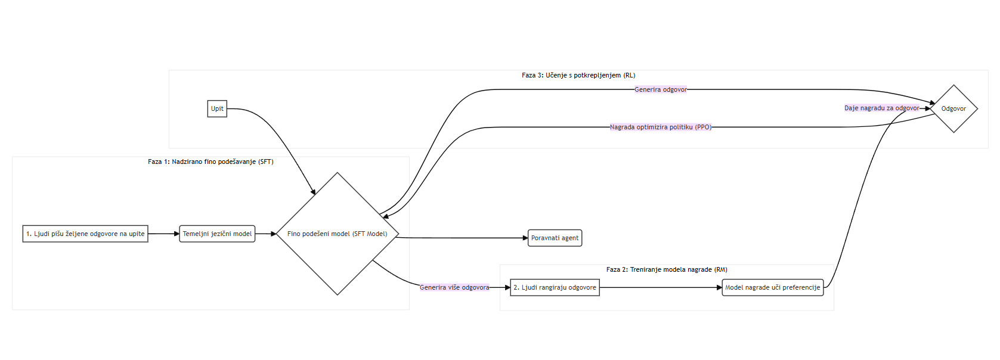 Faza 3: Učenje s potkrepljenjem (RL)
Generira odgovor
Upit
Daje nagradu za odgovor
Odgovor
Nagrada optimizira politiku (PPO)
Faza 1: Nadzirano fino podešavanje (SFT)
1. Ljudi pišu željene odgovore na upite
Temeljni jezični model
Fino podešeni model (SFT Model)
Poravnati agent
Faza 2: Treniranje modela nagrade (RM)
Generira više odgovora
2. Ljudi rangiraju odgovore
Model nagrade uči preferencije